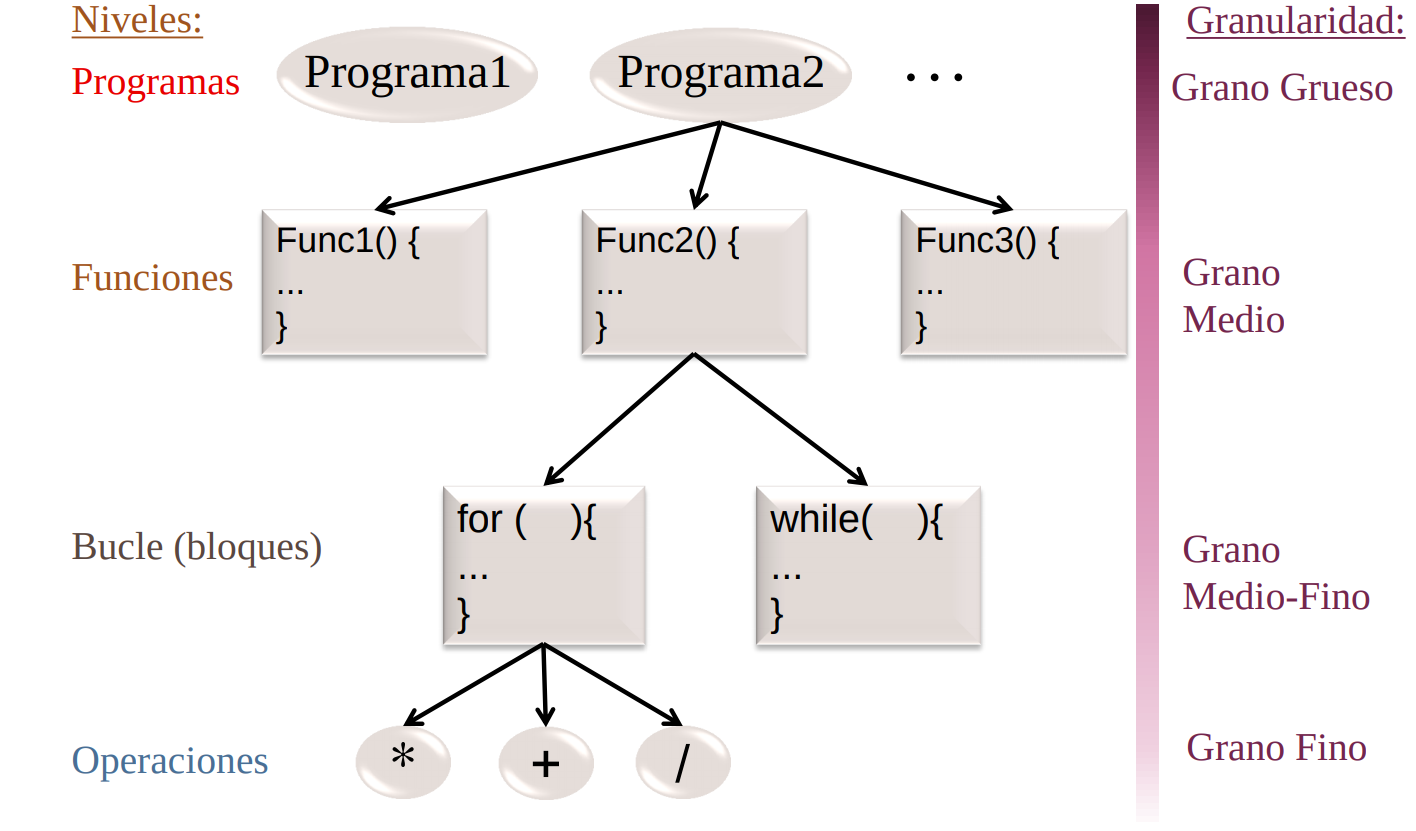 Niveles:
Granularidad:
Programas
Programa1
Programa2
...
Grano Grueso
Funciones
Func1() {
...
}
Func2() {
...
}
Func3() {
...
}
Grano
Medio
Bucle (bloques)
for (    ){
...
}
while(    ){
...
}
Grano
Medio-Fino
Operaciones
*
+
/
Grano Fino